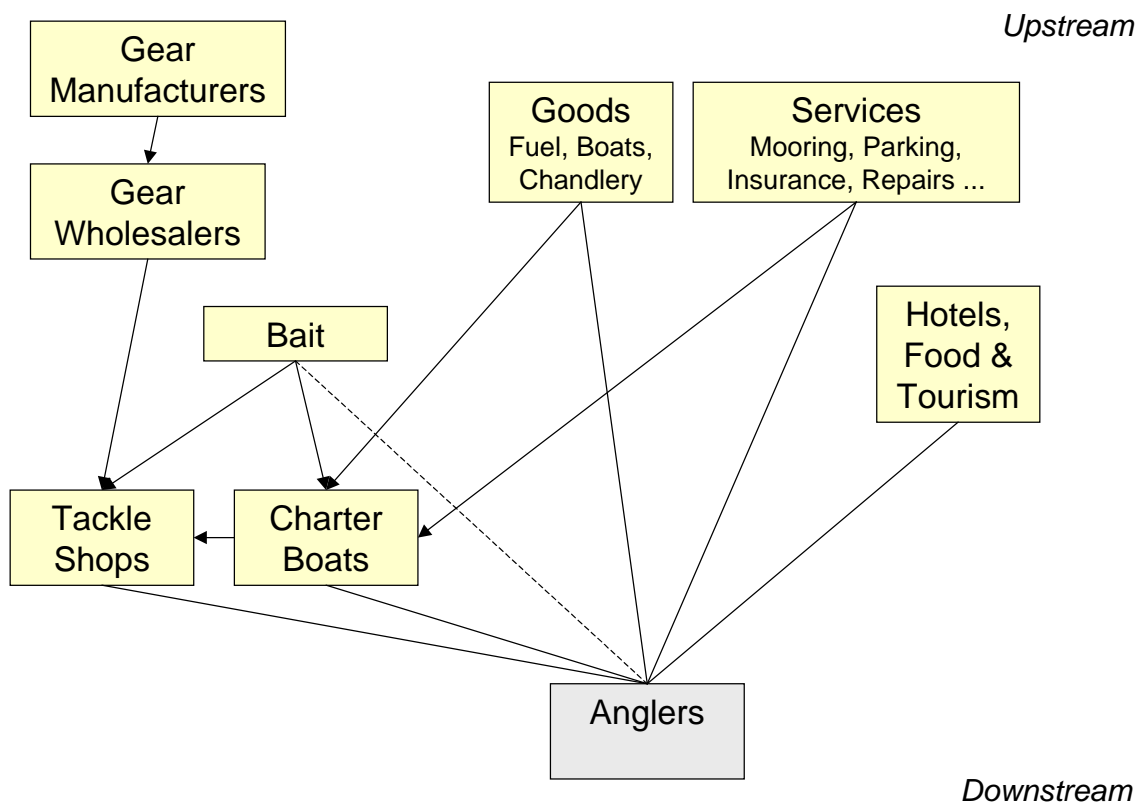 Upstream
Gear
Manufacturers
Goods
Fuel, Boats,
Chandlery
Services
Mooring, Parking,
Insurance, Repairs ...
Gear
Wholesalers
Hotels,
Food &
Tourism
Bait
Tackle
Shops
Charter
Boats
Anglers
Downstream